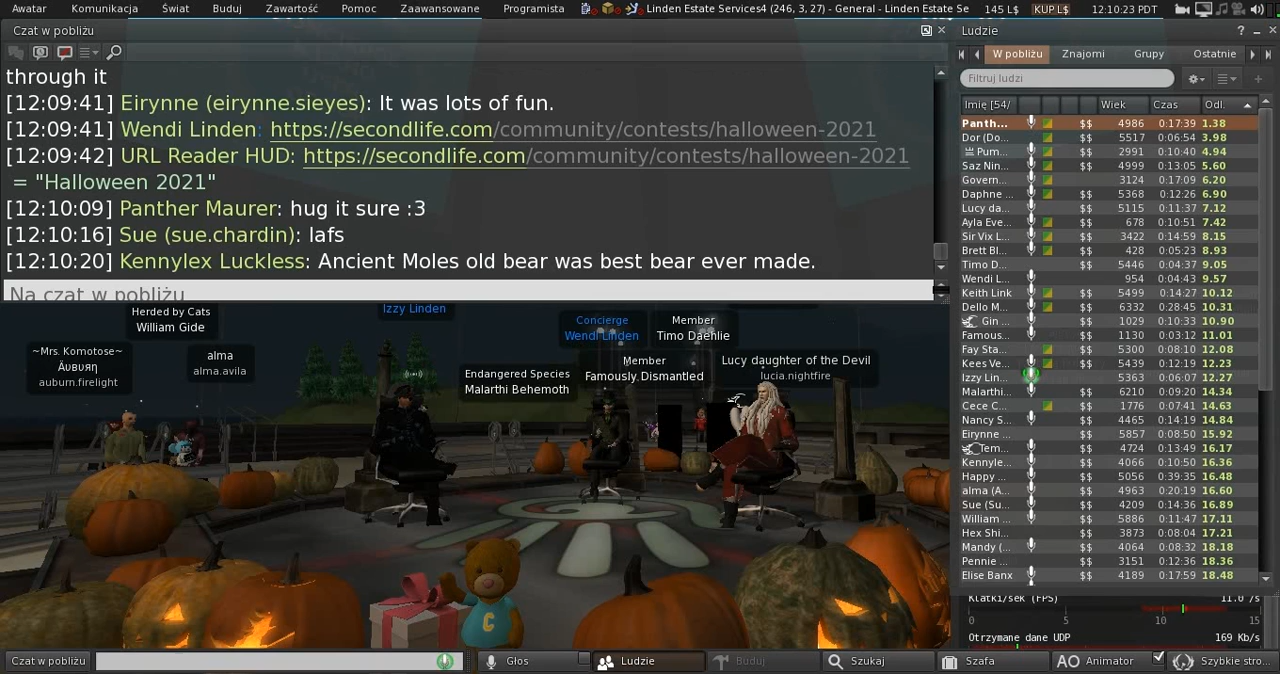 Awatar Komunikacja Świat Buduj Zawartość Pomoc Zaawansowane Programista Linden Estate Services4 (246, 3, 27) - General - Linden Estate Se 145 L$ KUP L$ 12:10:23 PDT
Czat w pobliżu
through it
[12:09:41] Eirynne (eirynne.sieyes): It was lots of fun.
[12:09:41] Wendi Linden: https://secondlife.com/community/contests/halloween-2021
[12:09:42] URL Reader HUD: https://secondlife.com/community/contests/halloween-2021
= "Halloween 2021"
[12:10:09] Panther Maurer: hug it sure :3
[12:10:16] Sue (sue.chardin): lafs
[12:10:20] Kennylex Luckless: Ancient Moles old bear was best bear ever made.
Na czat w pobliżu
Herded by Cats
William Gide
Izzy Linden
Concierge
Wendi Linden
Member
Timo Daehlie
~Mrs. Komotose~
Äʋbʋɜɲ
auburn.firelight
alma
alma.avila
Endangered Species
Malarthi Behemoth
Member
Famously.Dismantled
Lucy daughter of the Devil
lucia.nightfire
C
Ludzie
W pobliżu Znajomi Grupy Ostatnie
Filtruj ludzi
Imię [54/ Wiek Czas Odl.
Panth... $$ 4986 0:17:39 1.38
Dor (Do... $$ 5517 0:06:54 3.98
Pum... $$ 2991 0:10:40 4.94
Saz Nin... $$ 4999 0:13:05 5.60
Govern... 3124 0:17:09 6.20
Daphne ... $$ 5368 0:12:26 6.90
Lucy da... $$ 5115 0:11:37 7.12
Ayla Eve... $$ 678 0:10:51 7.42
Sir Vix L... $$ 3422 0:14:59 8.15
Brett Bl... $$ 428 0:05:23 8.93
Timo D... $$ 5446 0:04:37 9.05
Wendi L... 954 0:04:43 9.57
Keith Link $$ 5499 0:14:27 10.12
Dello M... $$ 6332 0:28:45 10.31
Gin ... $$ 1029 0:10:33 10.90
Famous... $$ 1130 0:03:12 11.01
Fay Sta... $$ 5300 0:08:10 12.08
Kees Ve... $$ 5439 0:12:19 12.23
Izzy Lin... 5363 0:06:07 12.27
Malarthi... $$ 6210 0:09:20 14.34
Cece C... $$ 1776 0:07:41 14.63
Nancy S... $$ 4465 0:14:19 14.84
Eirynne ... $$ 5857 0:08:50 15.92
Tem... $$ 4724 0:13:49 16.17
Kennyle... $$ 4066 0:10:50 16.36
Happy ... $$ 5056 0:39:35 16.48
alma (A... $$ 4963 0:20:19 16.60
Sue (Su... $$ 4209 0:14:36 16.89
William ... $$ 5886 0:11:47 17.11
Hex Shi... $$ 3873 0:08:04 17.21
Mandy (... $$ 4064 0:08:32 18.18
Pennie ... $$ 3151 0:12:36 18.36
Elise Banx $$ 4189 0:17:59 18.48
Klatki/sek (FPS) 11.0 /s
0 5 10 15
Otrzymane dane UDP 169 Kb/s
Czat w pobliżu Głos Ludzie Buduj Szukaj Szafa AO Animator Szybkie stro...